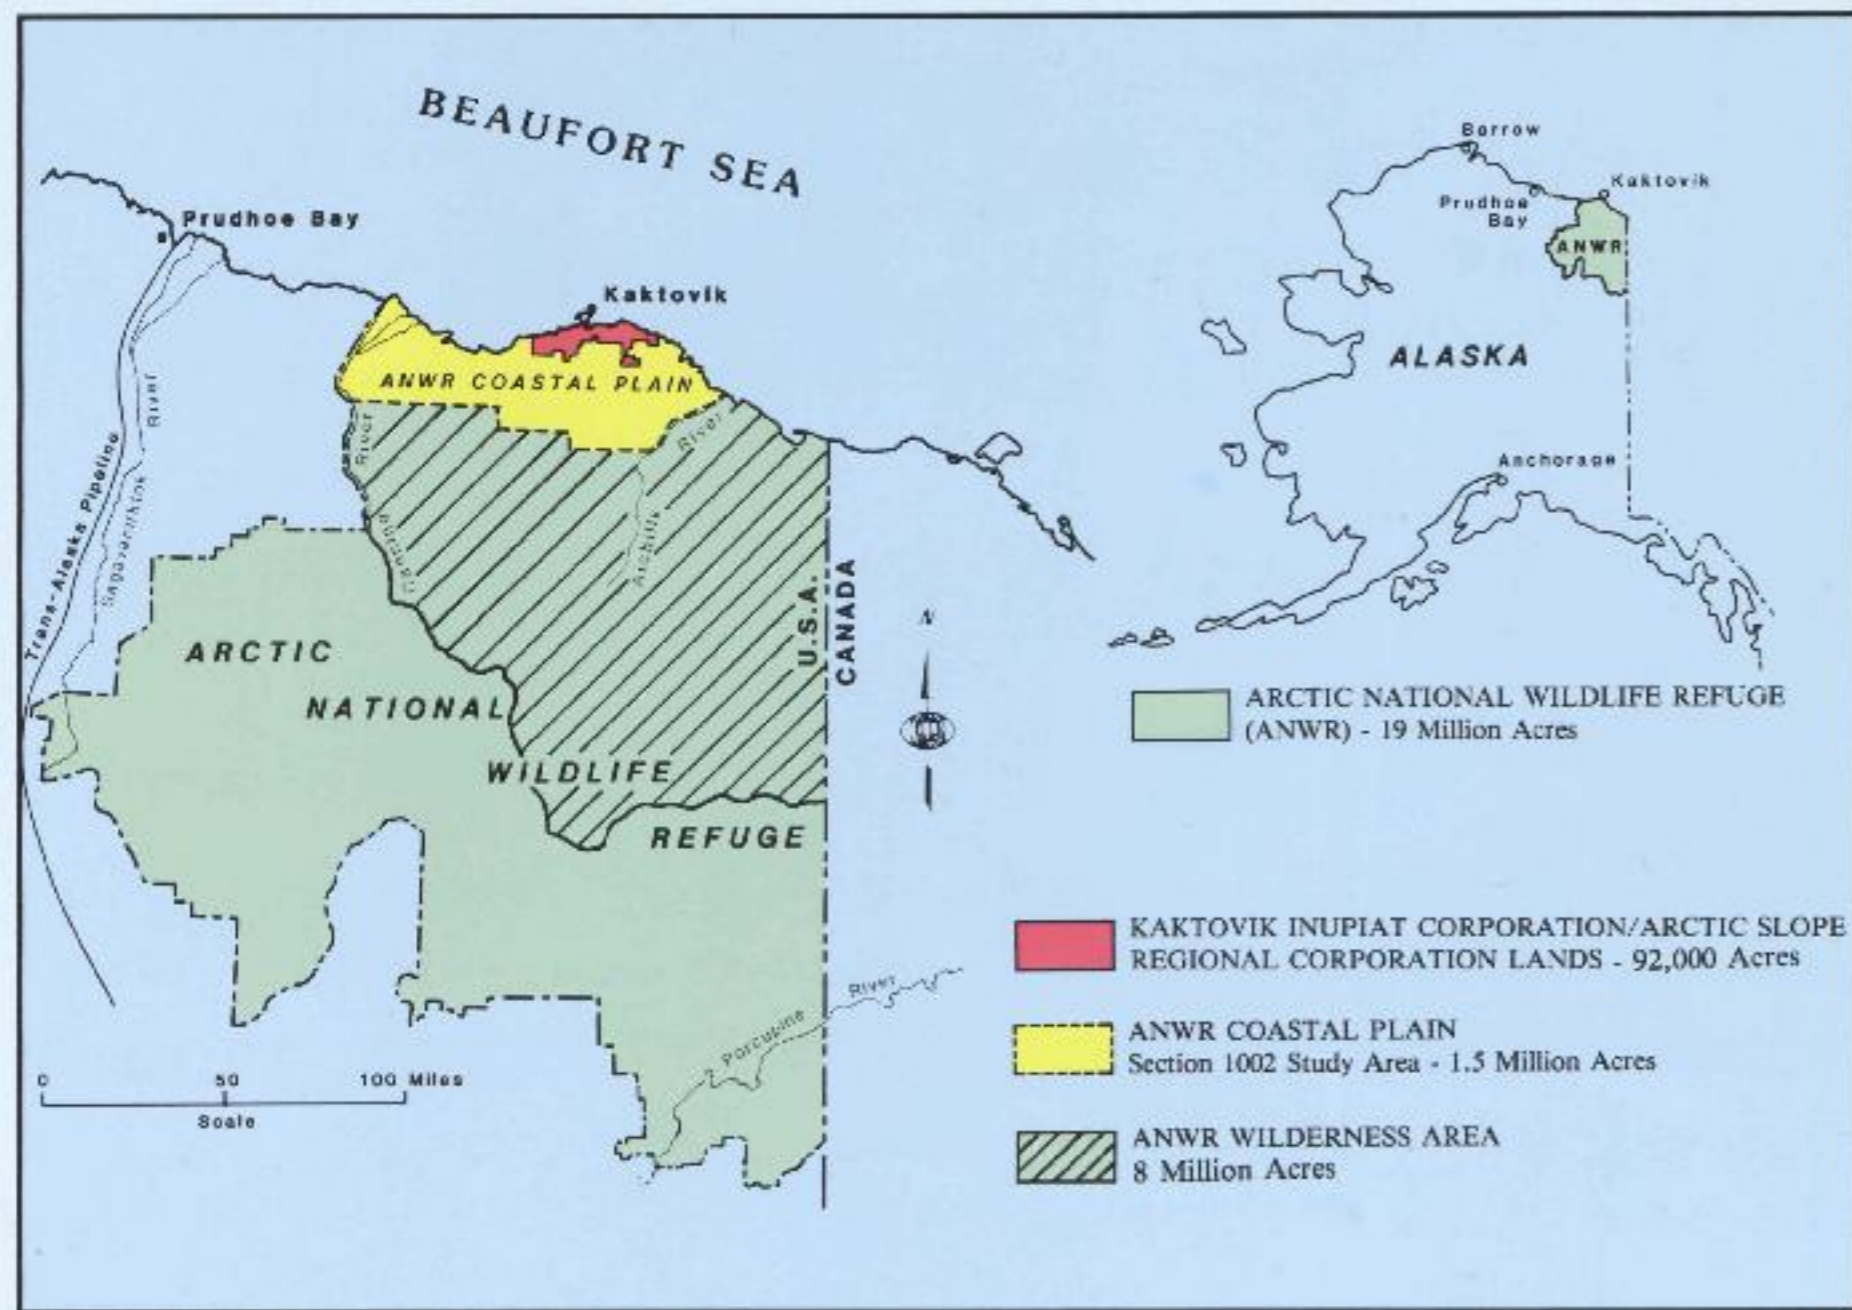 BEAUFORT SEA
Prudhoe Bay
Kaktovik
ANWR COASTAL PLAIN
River
River
River
Trans-Alaska Pipeline
Sagavanirktok
Canning
Aichilik
ARCTIC
NATIONAL
WILDLIFE
REFUGE
U.S.A.
CANADA
N
Porcupine
River
0 50 100 Miles
Scale
Barrow
Kaktovik
Prudhoe
Bay
ANWR
ALASKA
Anchorage
ARCTIC NATIONAL WILDLIFE REFUGE
(ANWR) - 19 Million Acres
KAKTOVIK INUPIAT CORPORATION/ARCTIC SLOPE
REGIONAL CORPORATION LANDS - 92,000 Acres
ANWR COASTAL PLAIN
Section 1002 Study Area - 1.5 Million Acres
ANWR WILDERNESS AREA
8 Million Acres